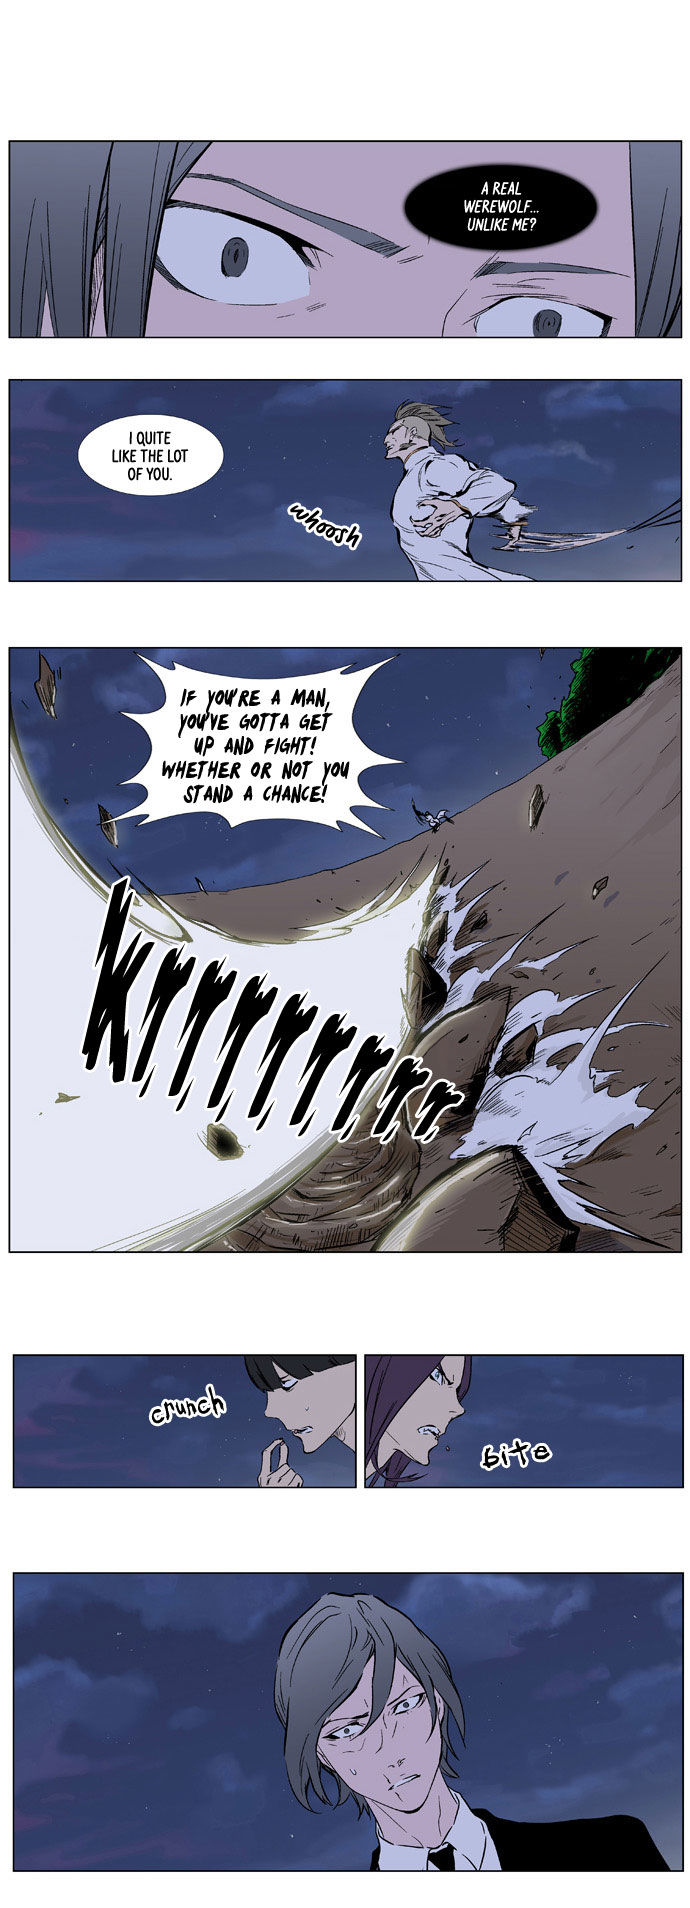 A REAL
WEREWOLF...
UNLIKE ME?
I QUITE
LIKE THE LOT
OF YOU.
whoosh
IF YOU'RE A MAN,
YOU'VE GOTTA GET
UP AND FIGHT!
WHETHER OR NOT YOU
STAND A CHANCE!
krrrrrrrr
crunch
bite